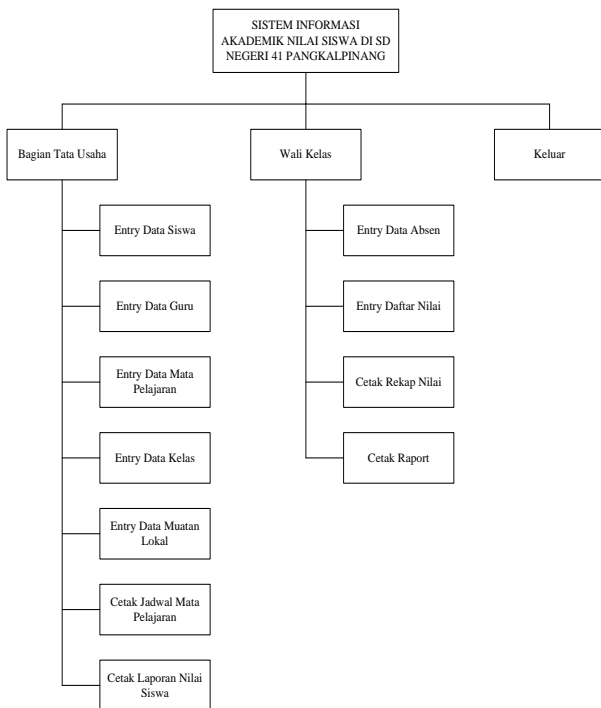 SISTEM INFORMASI
AKADEMIK NILAI SISWA DI SD
NEGERI 41 PANGKALPINANG
Bagian Tata Usaha
Wali Kelas
Keluar
Entry Data Siswa
Entry Data Guru
Entry Data Mata
Pelajaran
Entry Data Kelas
Entry Data Muatan
Lokal
Cetak Jadwal Mata
Pelajaran
Cetak Laporan Nilai
Siswa
Entry Data Absen
Entry Daftar Nilai
Cetak Rekap Nilai
Cetak Raport